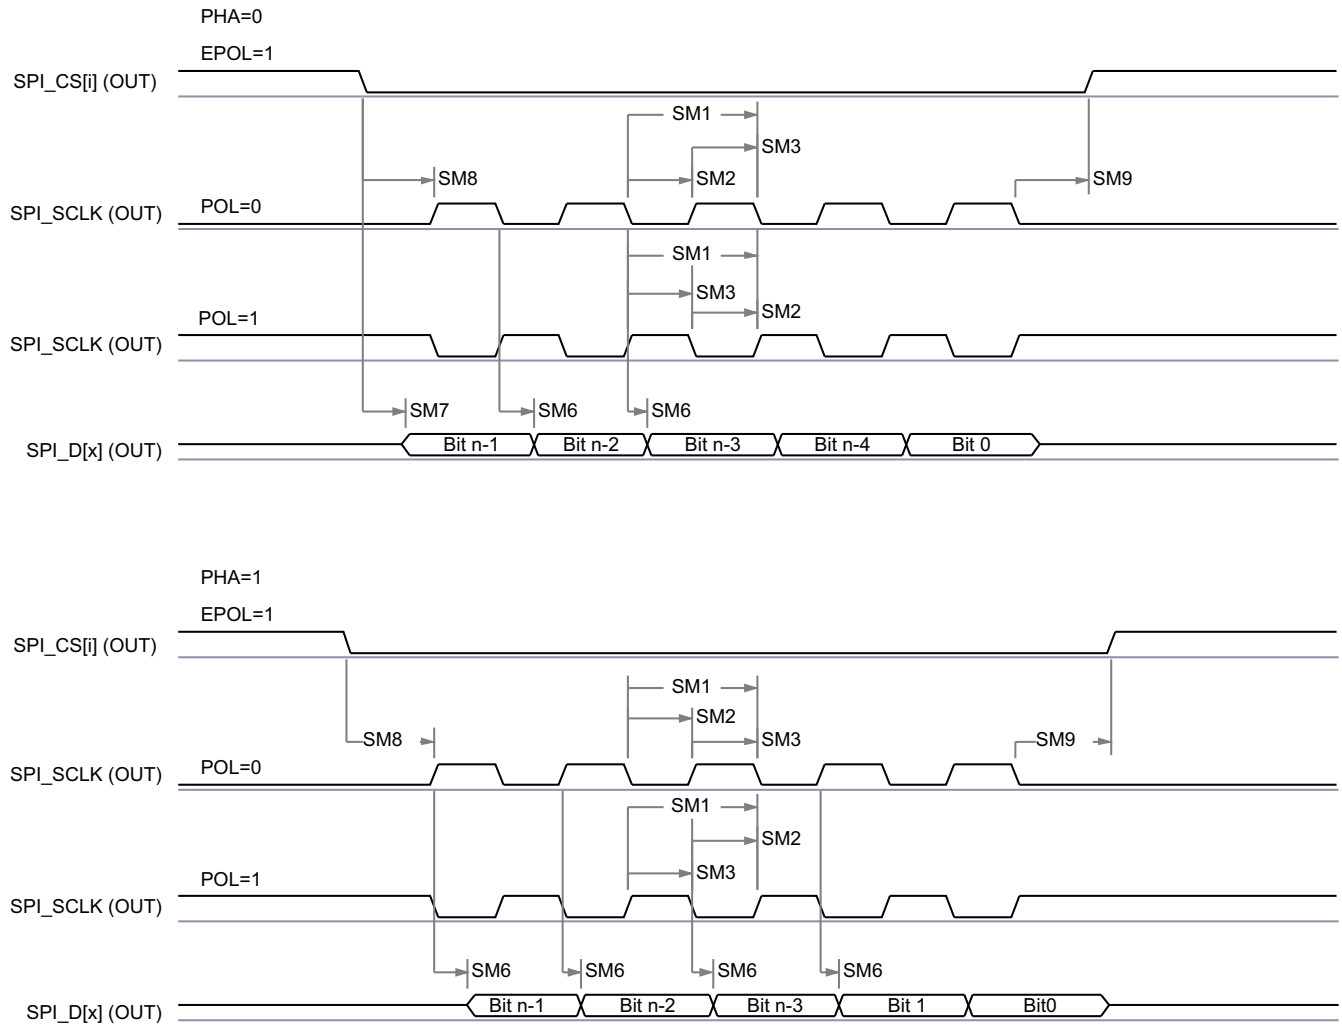 PHA=0
EPOL=1
SPI_CS[i] (OUT)
SM1
SM3
SM8
SM2
SM9
SPI_SCLK (OUT)
POL=0
SM1
SM3
SM2
POL=1
SPI_SCLK (OUT)
SM7
SM6
SM6
SPI_D[x] (OUT)
Bit n-1
Bit n-2
Bit n-3
Bit n-4
Bit 0
PHA=1
EPOL=1
SPI_CS[i] (OUT)
SM1
SM2
SM8
SM3
SM9
SPI_SCLK (OUT)
POL=0
SM1
SM2
SM3
POL=1
SPI_SCLK (OUT)
SM6
SM6
SM6
SM6
SPI_D[x] (OUT)
Bit n-1
Bit n-2
Bit n-3
Bit 1
Bit0